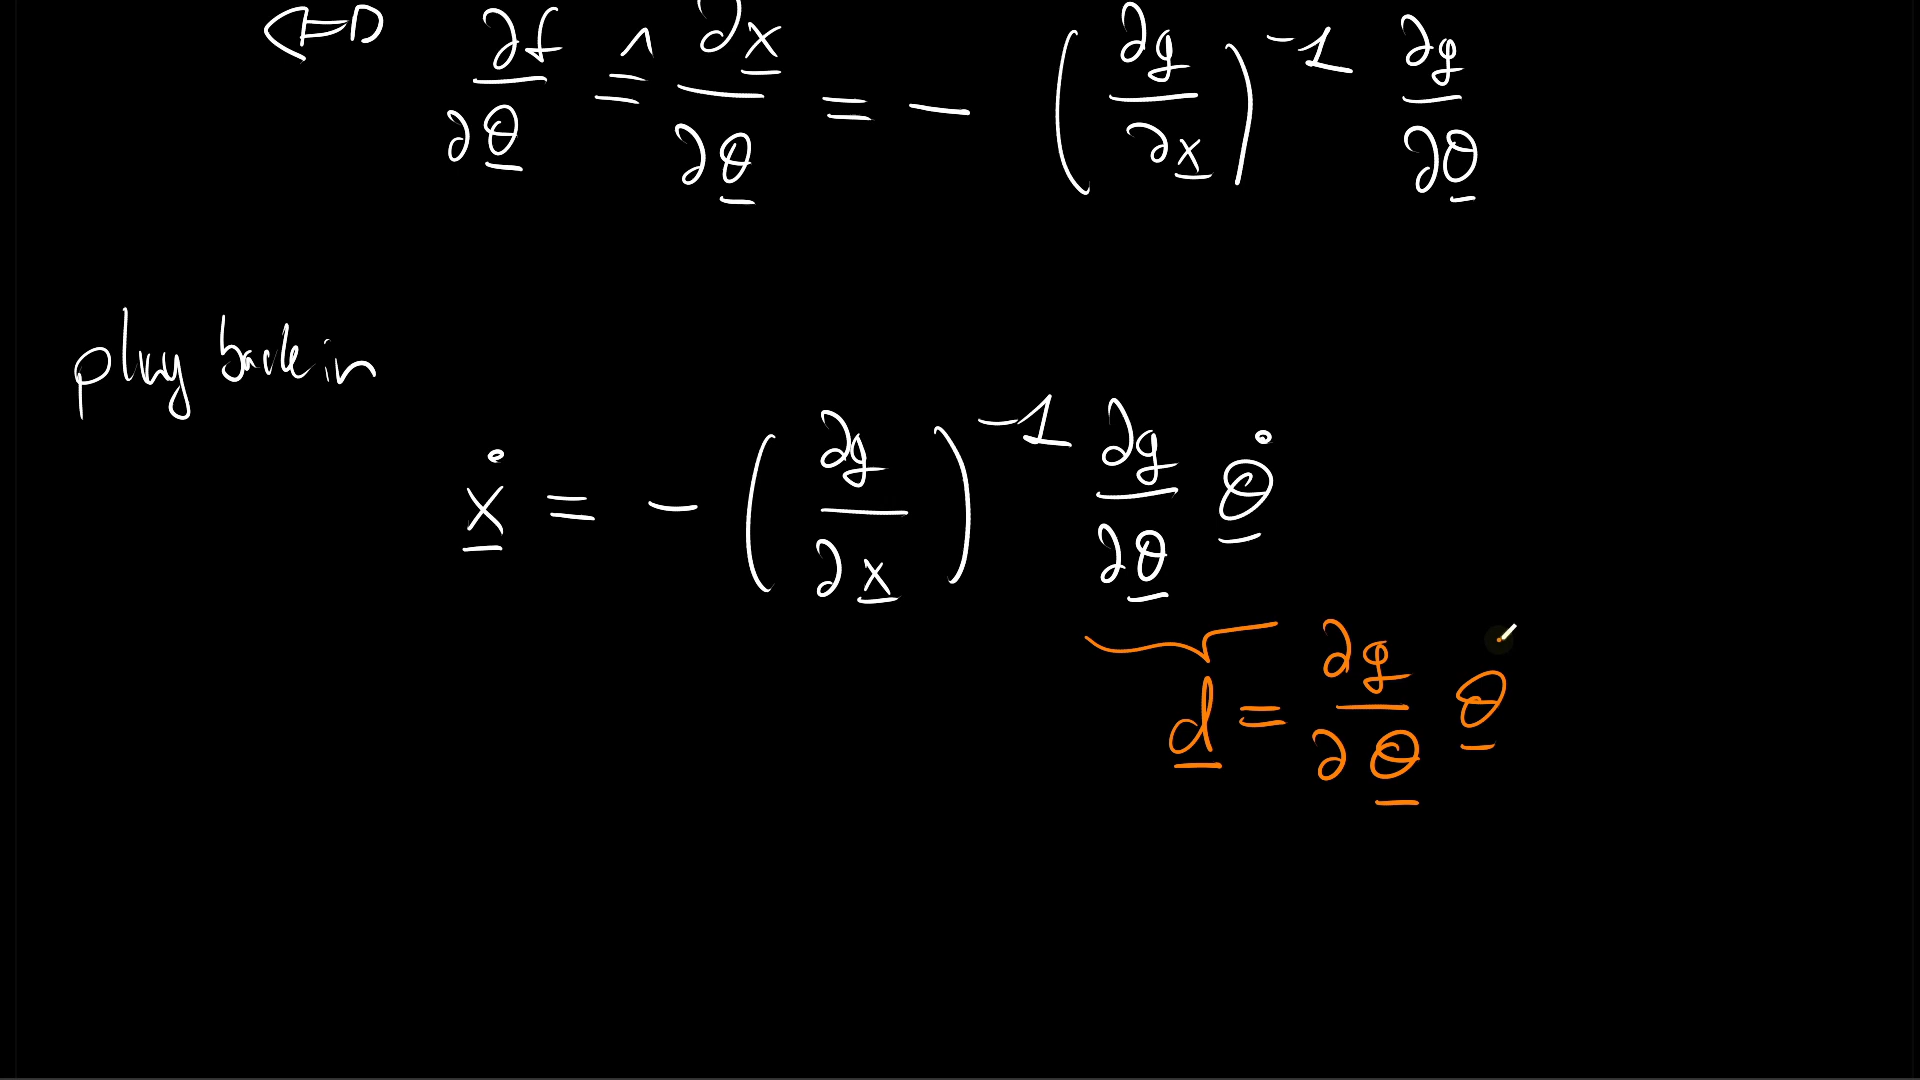 ⇔ ∂f/∂θ̲ ≙ ∂x̲/∂θ̲ = − (∂g/∂x̲)⁻¹ ∂g/∂θ̲
plug back in
ẋ̲ = − (∂g/∂x̲)⁻¹ ∂g/∂θ̲ θ̲̇
d̲ = ∂g/∂θ̲ θ̲